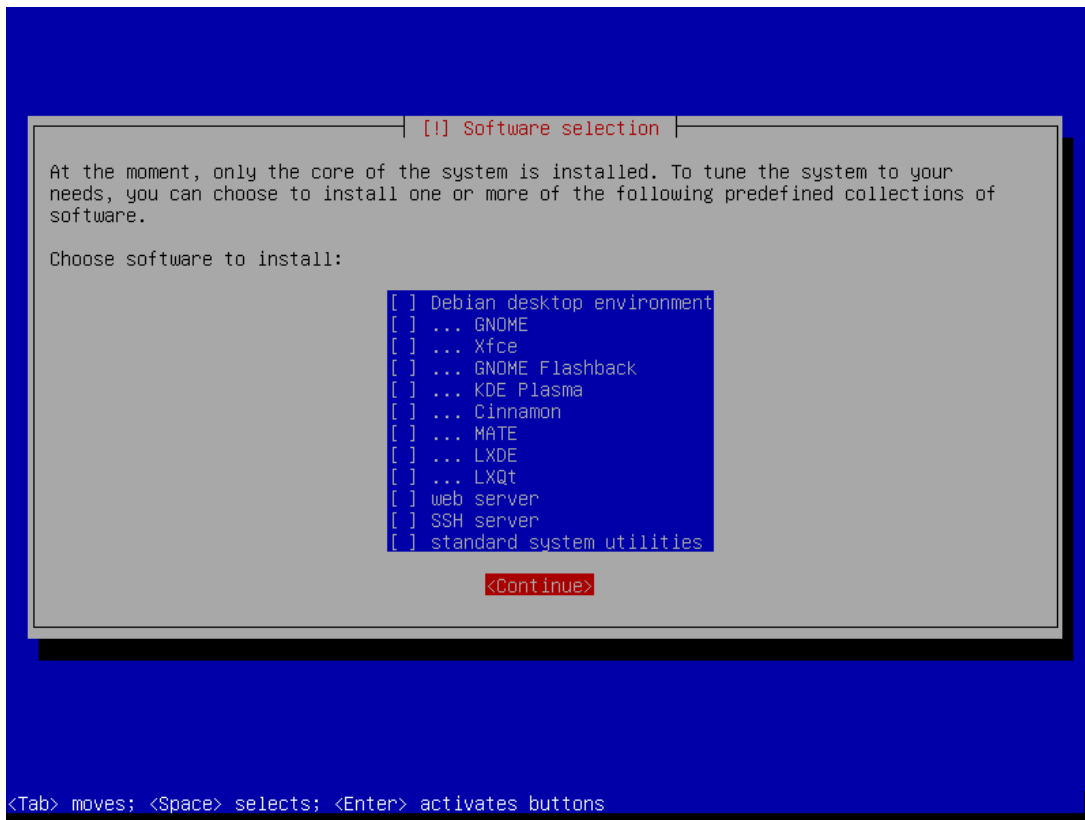 [!] Software selection
At the moment, only the core of the system is installed. To tune the system to your
needs, you can choose to install one or more of the following predefined collections of
software.
Choose software to install:
[ ] Debian desktop environment
[ ] ... GNOME
[ ] ... Xfce
[ ] ... GNOME Flashback
[ ] ... KDE Plasma
[ ] ... Cinnamon
[ ] ... MATE
[ ] ... LXDE
[ ] ... LXQt
[ ] web server
[ ] SSH server
[ ] standard system utilities
<Continue>
<Tab> moves; <Space> selects; <Enter> activates buttons